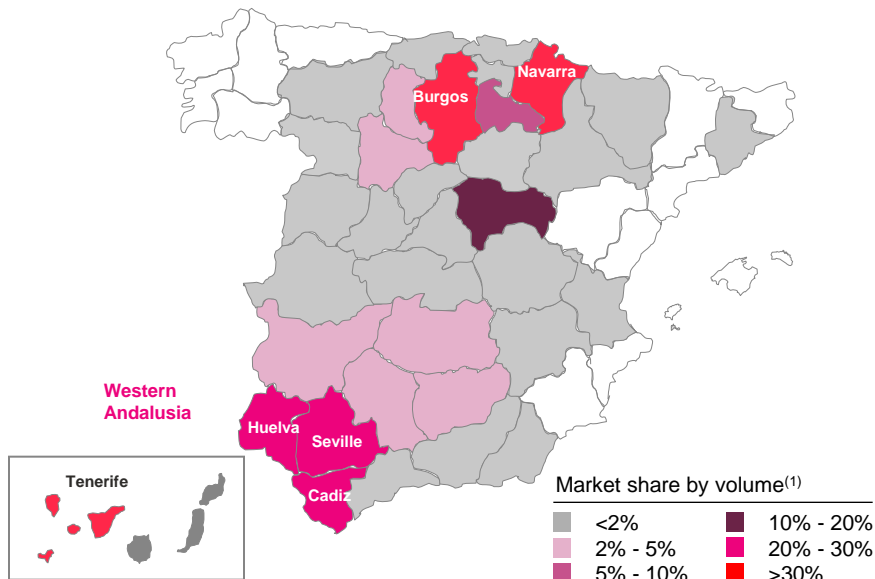 Navarra
Burgos
Western
Andalusia
Huelva
Seville
Cadiz
Tenerife
Market share by volume(1)
<2%
10% - 20%
2% - 5%
20% - 30%
5% - 10%
>30%